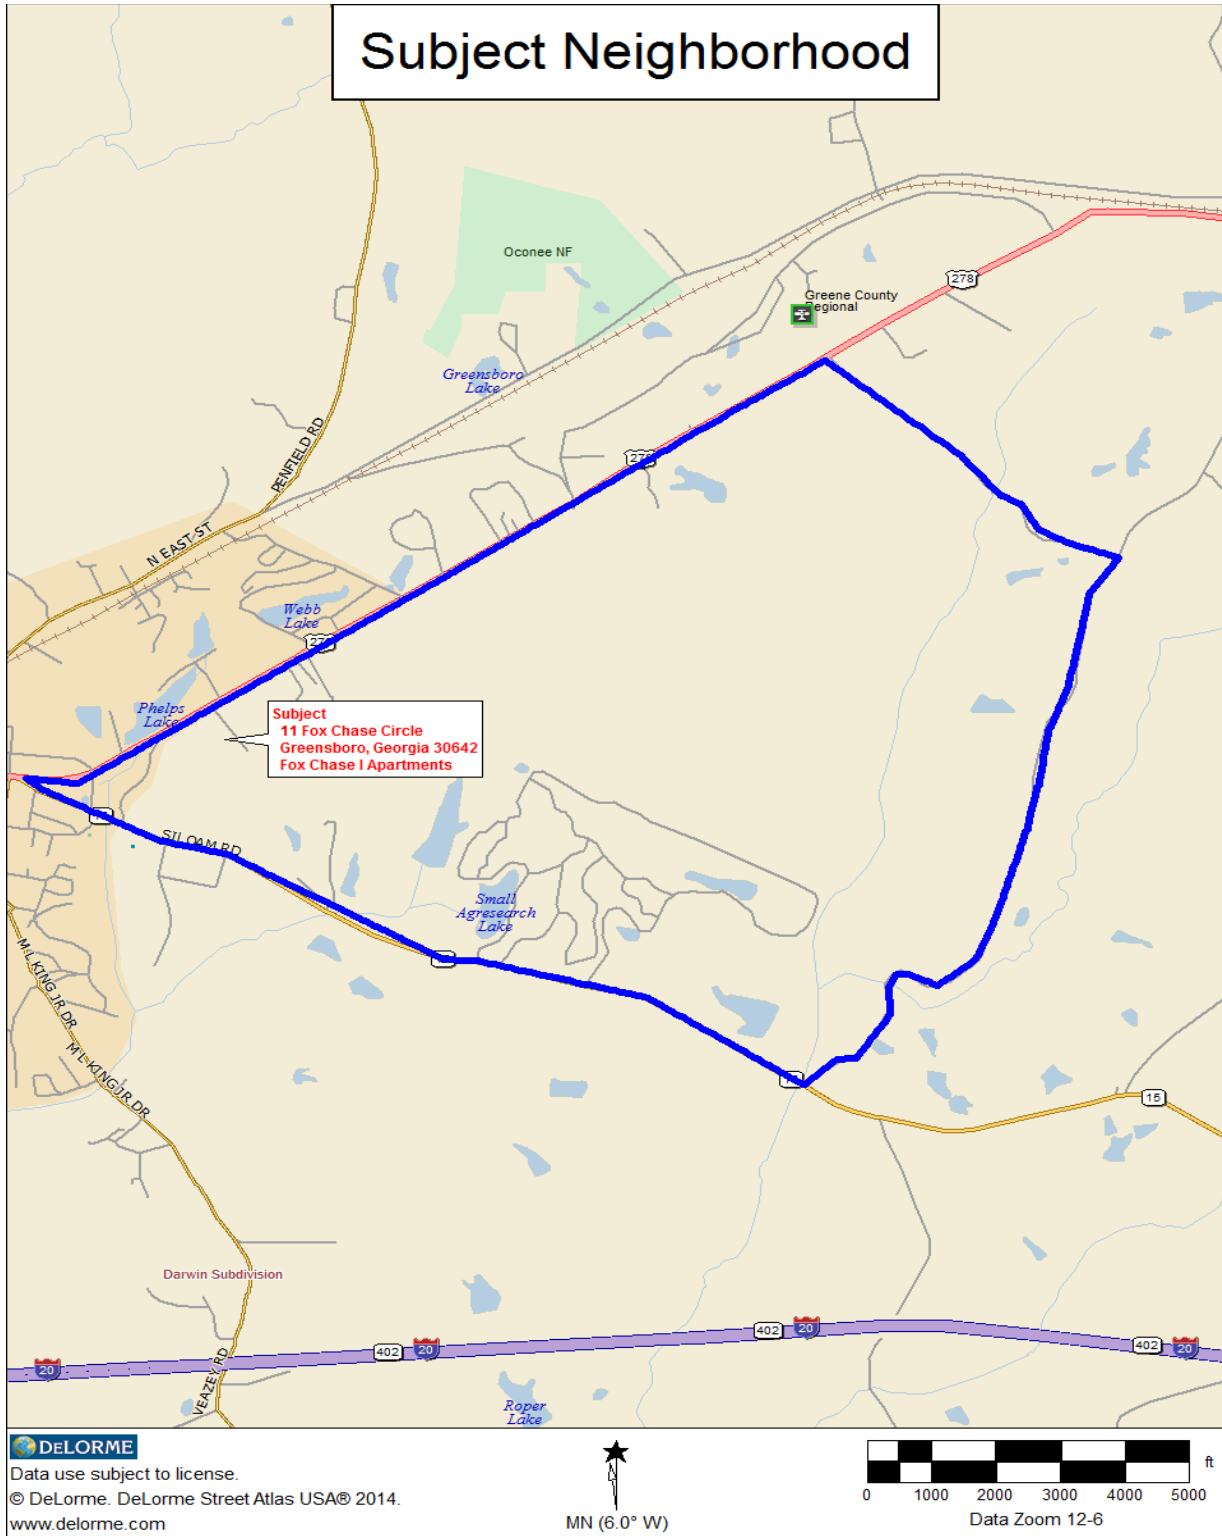 Subject Neighborhood
Oconee NF
278
Greene County
Regional
Greensboro
Lake
PENFIELD RD
278
N EAST ST
Webb
Lake
278
Phelps
Lake
Subject
11 Fox Chase Circle
Greensboro, Georgia 30642
Fox Chase I Apartments
SILOAM RD
Small
Agresearch
Lake
M L KING JR DR
M L KING JR DR
15
Darwin Subdivision
402
20
402
20
402
20
20
VEAZEY RD
Roper
Lake
DELORME
Data use subject to license.
© DeLorme. DeLorme Street Atlas USA® 2014.
www.delorme.com
MN (6.0° W)
ft
0 1000 2000 3000 4000 5000
Data Zoom 12-6